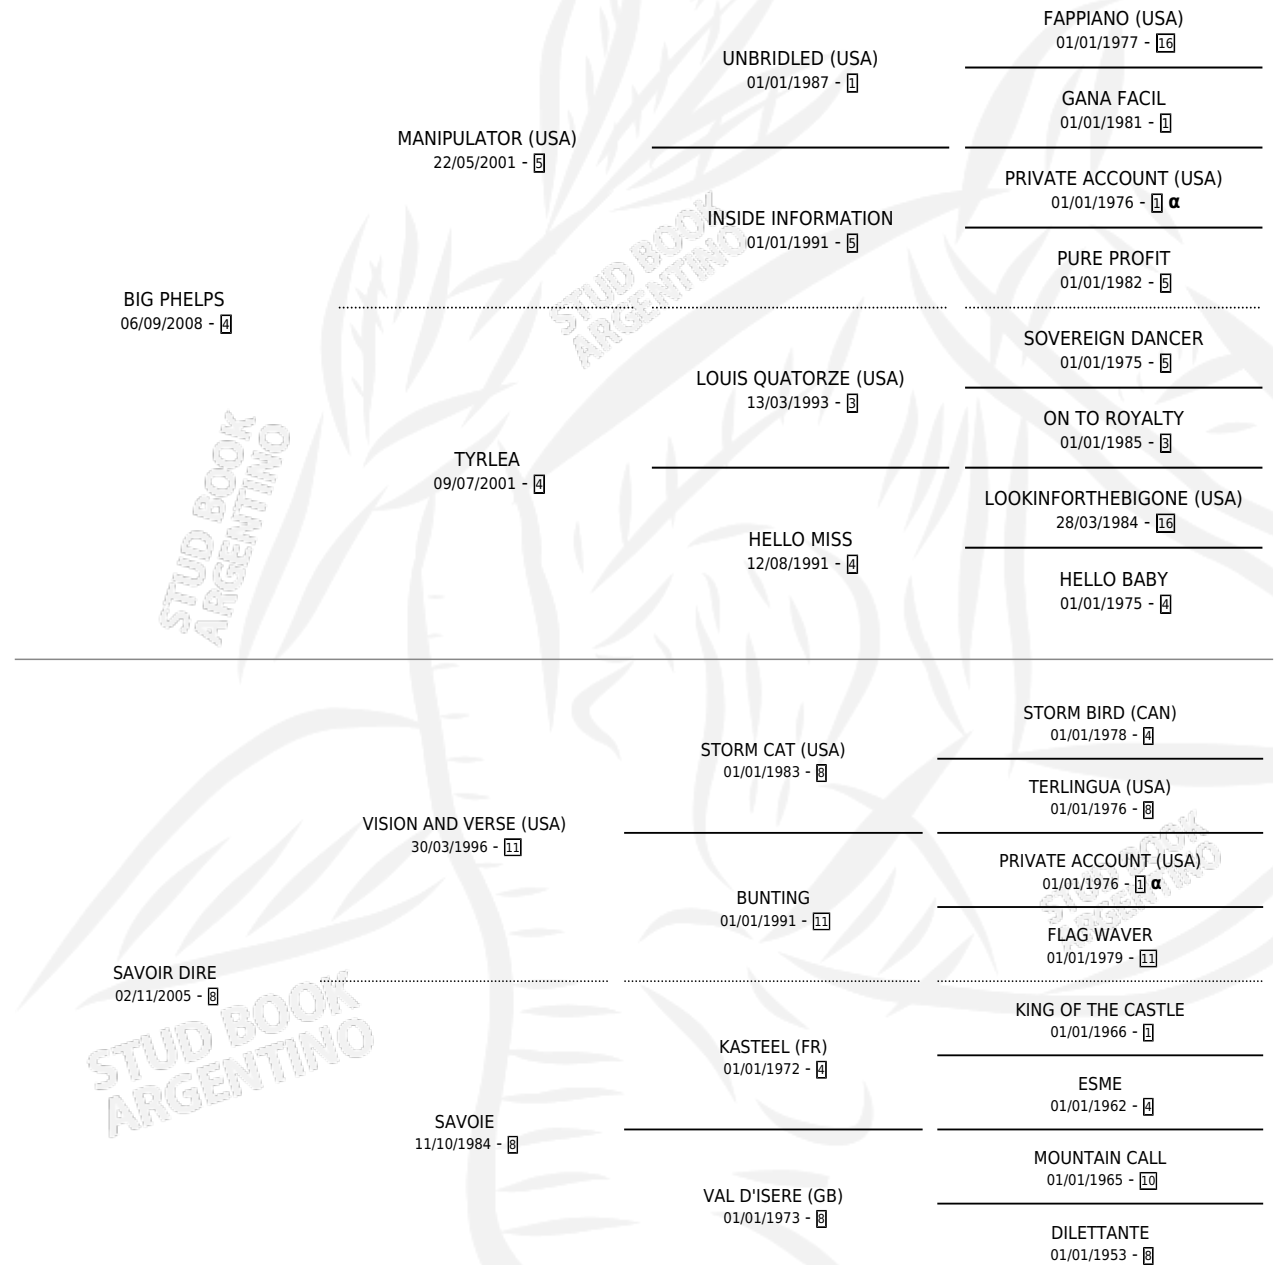 FAPPIANO (USA)
01/01/1977 - 16
UNBRIDLED (USA)
01/01/1987 - 1
GANA FACIL
01/01/1981 - 1
MANIPULATOR (USA)
22/05/2001 - 5
PRIVATE ACCOUNT (USA)
01/01/1976 - 1 α
INSIDE INFORMATION
01/01/1991 - 5
PURE PROFIT
01/01/1982 - 5
BIG PHELPS
06/09/2008 - 4
SOVEREIGN DANCER
01/01/1975 - 5
LOUIS QUATORZE (USA)
13/03/1993 - 3
ON TO ROYALTY
01/01/1985 - 3
TYRLEA
09/07/2001 - 4
LOOKINFORTHEBIGONE (USA)
28/03/1984 - 16
HELLO MISS
12/08/1991 - 4
HELLO BABY
01/01/1975 - 4
STORM BIRD (CAN)
01/01/1978 - 4
STORM CAT (USA)
01/01/1983 - 8
TERLINGUA (USA)
01/01/1976 - 8
VISION AND VERSE (USA)
30/03/1996 - 11
PRIVATE ACCOUNT (USA)
01/01/1976 - 1 α
BUNTING
01/01/1991 - 11
FLAG WAVER
01/01/1979 - 11
SAVOIR DIRE
02/11/2005 - 8
KING OF THE CASTLE
01/01/1966 - 1
KASTEEL (FR)
01/01/1972 - 4
ESME
01/01/1962 - 4
SAVOIE
11/10/1984 - 8
MOUNTAIN CALL
01/01/1965 - 10
VAL D'ISERE (GB)
01/01/1973 - 8
DILETTANTE
01/01/1953 - 8
STUD BOOK
ARGENTINO
STUD BOOK
ARGENTINO
STUD BOOK
ARGENTINO
STUD BOOK
ARGENTINO